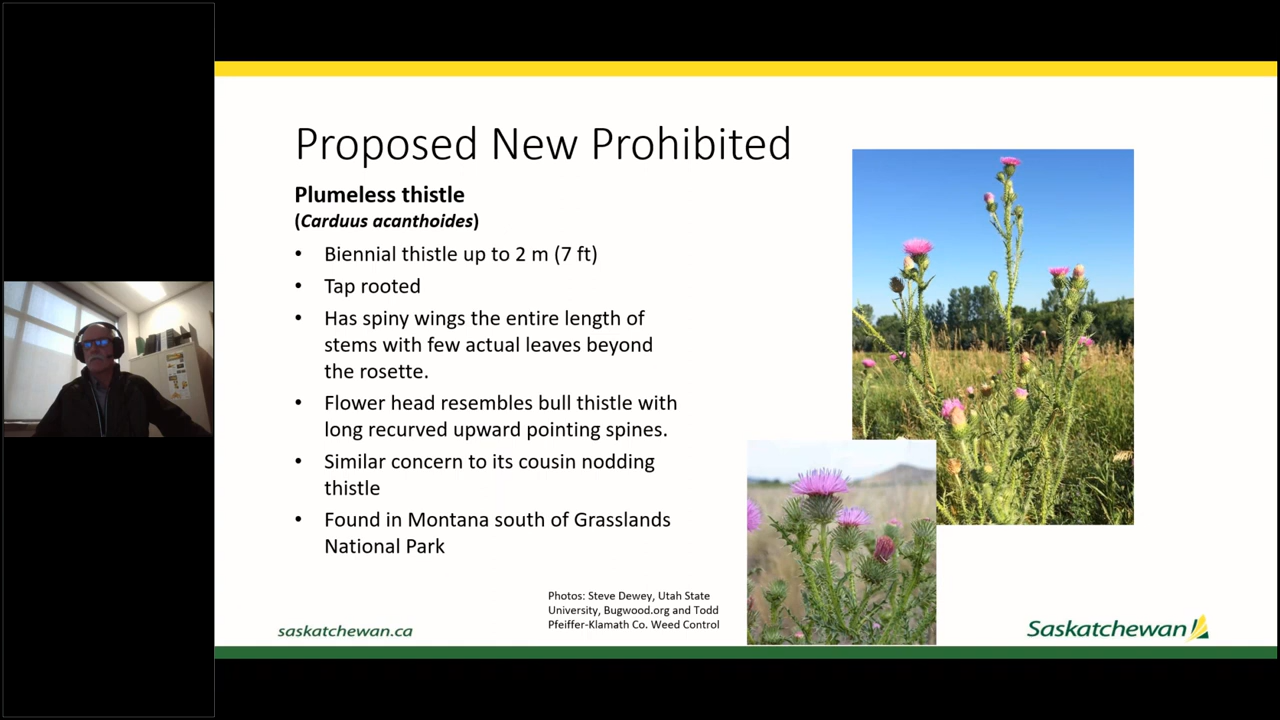 Proposed New Prohibited
Plumeless thistle
(Carduus acanthoides)
• Biennial thistle up to 2 m (7 ft)
• Tap rooted
• Has spiny wings the entire length of
stems with few actual leaves beyond
the rosette.
• Flower head resembles bull thistle with
long recurved upward pointing spines.
• Similar concern to its cousin nodding
thistle
• Found in Montana south of Grasslands
National Park
Photos: Steve Dewey, Utah State
University, Bugwood.org and Todd
Pfeiffer-Klamath Co. Weed Control
saskatchewan.ca
Saskatchewan